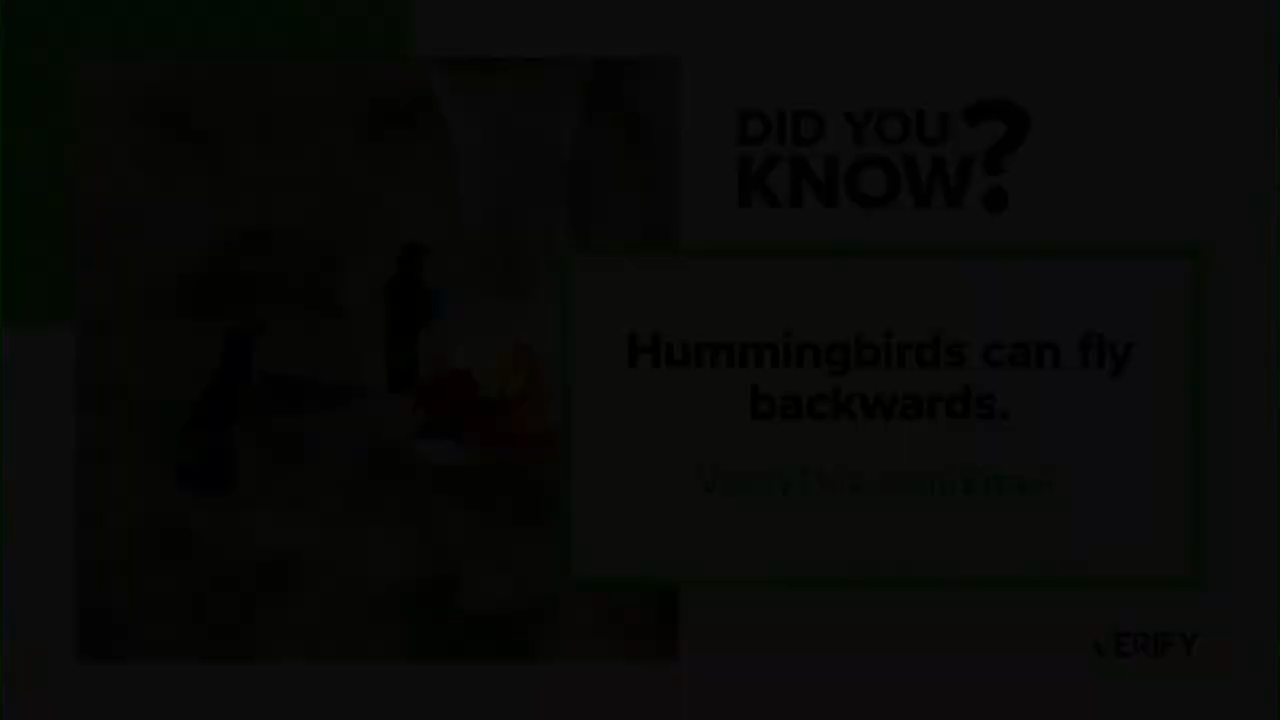 DID YOU
KNOW?
Hummingbirds can fly
backwards.
VERIFY